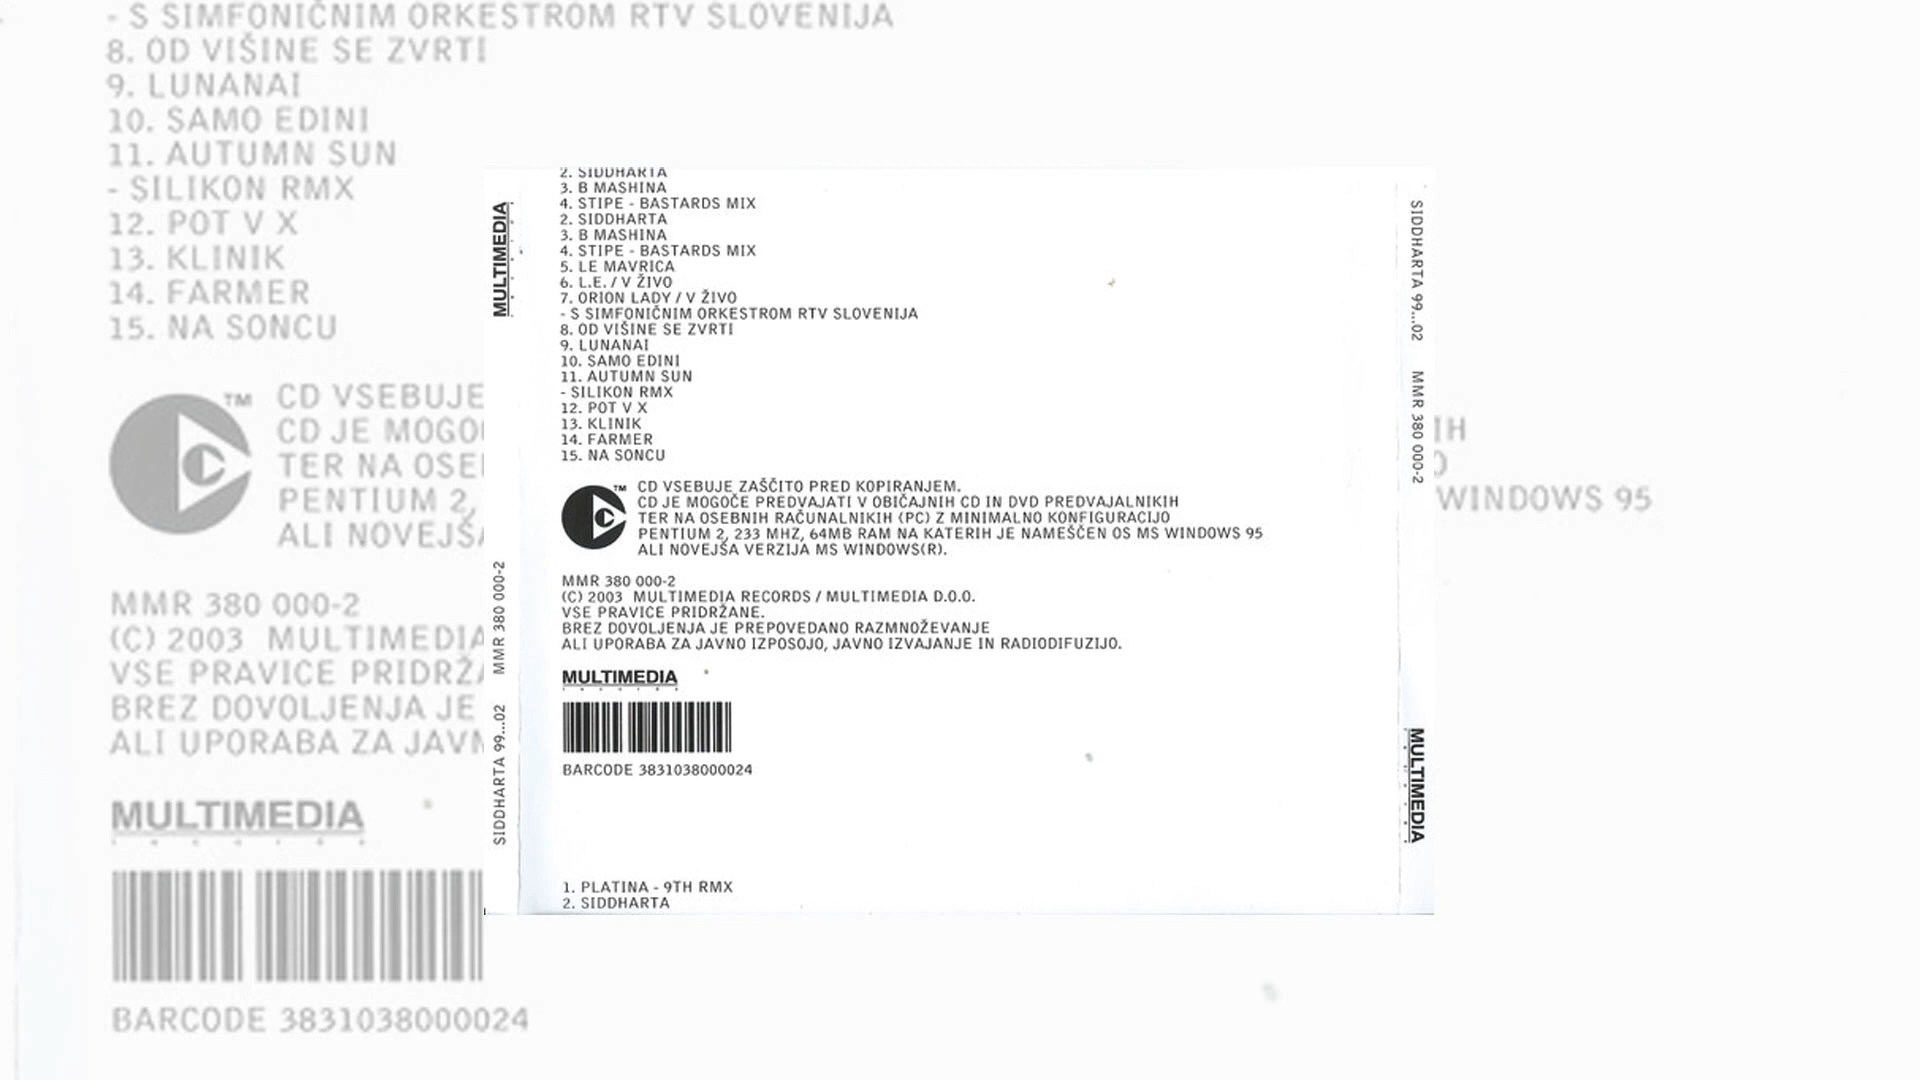 - S SIMFONIČNIM ORKESTROM RTV SLOVENIJA
8. OD VIŠINE SE ZVRTI
9. LUNANAI
10. SAMO EDINI
11. AUTUMN SUN
- SILIKON RMX
12. POT V X
13. KLINIK
14. FARMER
15. NA SONCU
TM
CD VSEBUJE
CD JE MOGO
TER NA OSE
PENTIUM 2,
ALI NOVEJŠ
IH
O
WINDOWS 95
MMR 380 000-2
(C) 2003 MULTIMEDIA
VSE PRAVICE PRIDRŽA
BREZ DOVOLJENJA JE
ALI UPORABA ZA JAVN
MULTIMEDIA
records
BARCODE 3831038000024
MULTIMEDIA
MMR 380 000-2
SIDDHARTA 99...02
2. SIDDHARTA
3. B MASHINA
4. STIPE - BASTARDS MIX
2. SIDDHARTA
3. B MASHINA
4. STIPE - BASTARDS MIX
5. LE MAVRICA
6. L.E. / V ŽIVO
7. ORION LADY / V ŽIVO
- S SIMFONIČNIM ORKESTROM RTV SLOVENIJA
8. OD VIŠINE SE ZVRTI
9. LUNANAI
10. SAMO EDINI
11. AUTUMN SUN
- SILIKON RMX
12. POT V X
13. KLINIK
14. FARMER
15. NA SONCU
TM
CD VSEBUJE ZAŠČITO PRED KOPIRANJEM.
CD JE MOGOČE PREDVAJATI V OBIČAJNIH CD IN DVD PREDVAJALNIKIH
TER NA OSEBNIH RAČUNALNIKIH (PC) Z MINIMALNO KONFIGURACIJO
PENTIUM 2, 233 MHZ, 64MB RAM NA KATERIH JE NAMEŠČEN OS MS WINDOWS 95
ALI NOVEJŠA VERZIJA MS WINDOWS(R).
MMR 380 000-2
(C) 2003 MULTIMEDIA RECORDS / MULTIMEDIA D.O.O.
VSE PRAVICE PRIDRŽANE.
BREZ DOVOLJENJA JE PREPOVEDANO RAZMNOŽEVANJE
ALI UPORABA ZA JAVNO IZPOSOJO, JAVNO IZVAJANJE IN RADIODIFUZIJO.
MULTIMEDIA
records
BARCODE 3831038000024
1. PLATINA - 9TH RMX
2. SIDDHARTA
SIDDHARTA 99...02
MMR 380 000-2
MULTIMEDIA